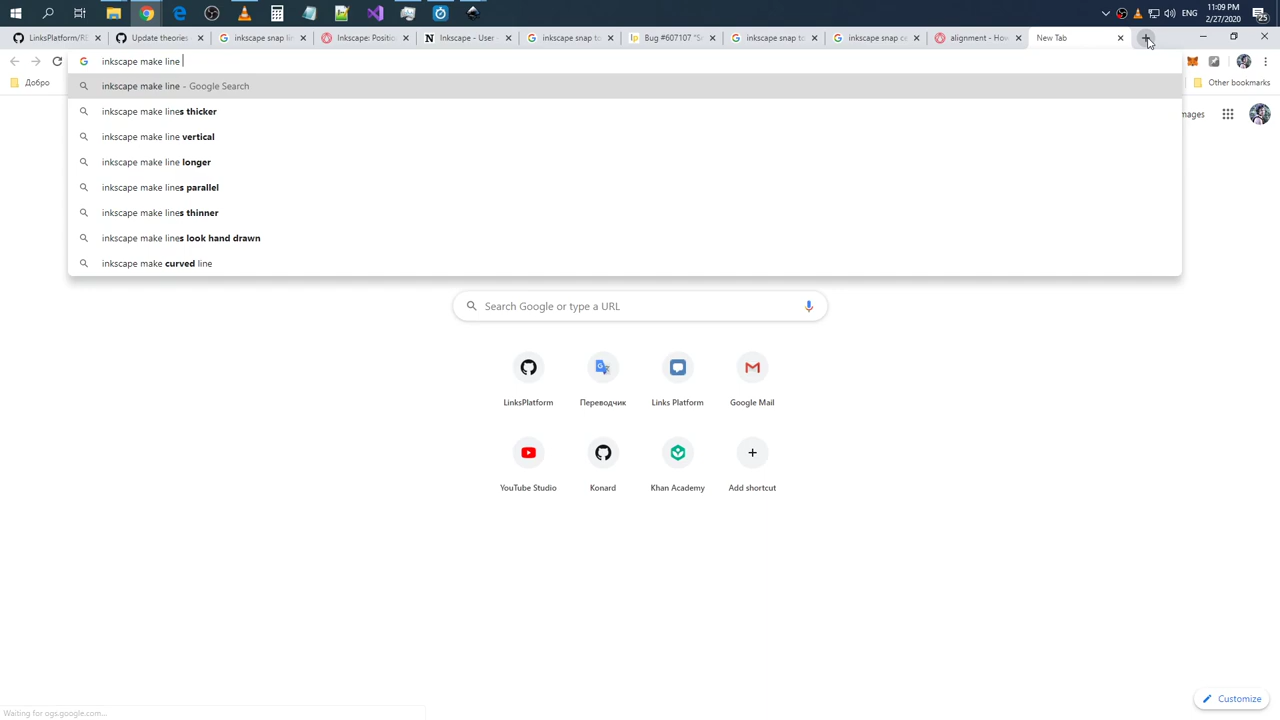 11:09 PM
ENG
2/27/2020
25
LinksPlatform/RE
Update theories
inkscape snap lin
Inkscape: Positio
Inkscape - User
inkscape snap to
Bug #607107 "S
inkscape snap to
inkscape snap ce
alignment - How
New Tab
inkscape make line
Добро
Other bookmarks
inkscape make line - Google Search
inkscape make lines thicker
mages
inkscape make line vertical
inkscape make line longer
inkscape make lines parallel
inkscape make lines thinner
inkscape make lines look hand drawn
inkscape make curved line
Search Google or type a URL
LinksPlatform
Переводчик
Links Platform
Google Mail
YouTube Studio
Konard
Khan Academy
Add shortcut
Customize
Waiting for ogs.google.com...